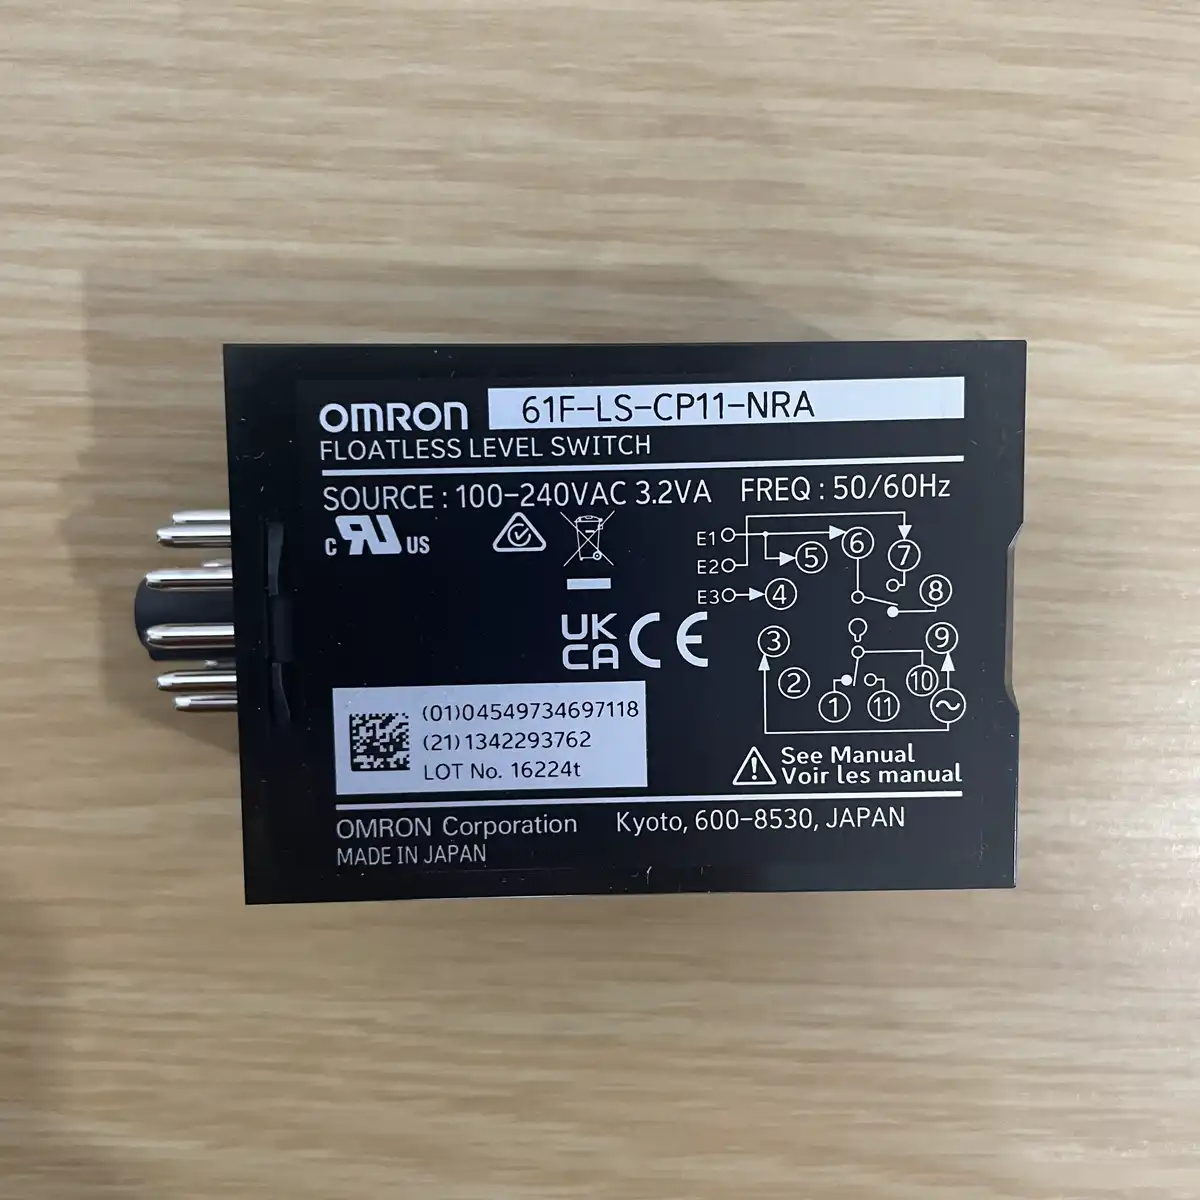 OMRON 61F-LS-CP11-NRA
FLOATLESS LEVEL SWITCH
SOURCE : 100-240VAC 3.2VA FREQ : 50/60Hz
c RU US
E1 6 7
E2 5
E3 4 8
UK
CA CE
3 9
2 10
1 11
(01)04549734697118
(21)1342293762
LOT No. 16224t
See Manual
Voir les manual
OMRON Corporation Kyoto, 600-8530, JAPAN
MADE IN JAPAN